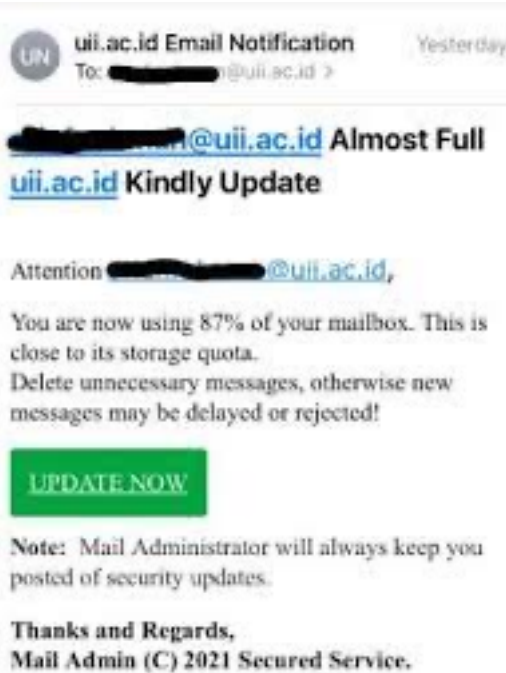 UN
uii.ac.id Email Notification
Yesterday
To: @uii.ac.id >
@uii.ac.id Almost Full
uii.ac.id Kindly Update
Attention @uii.ac.id,
You are now using 87% of your mailbox. This is
close to its storage quota.
Delete unnecessary messages, otherwise new
messages may be delayed or rejected!
UPDATE NOW
Note: Mail Administrator will always keep you
posted of security updates.
Thanks and Regards,
Mail Admin (C) 2021 Secured Service.